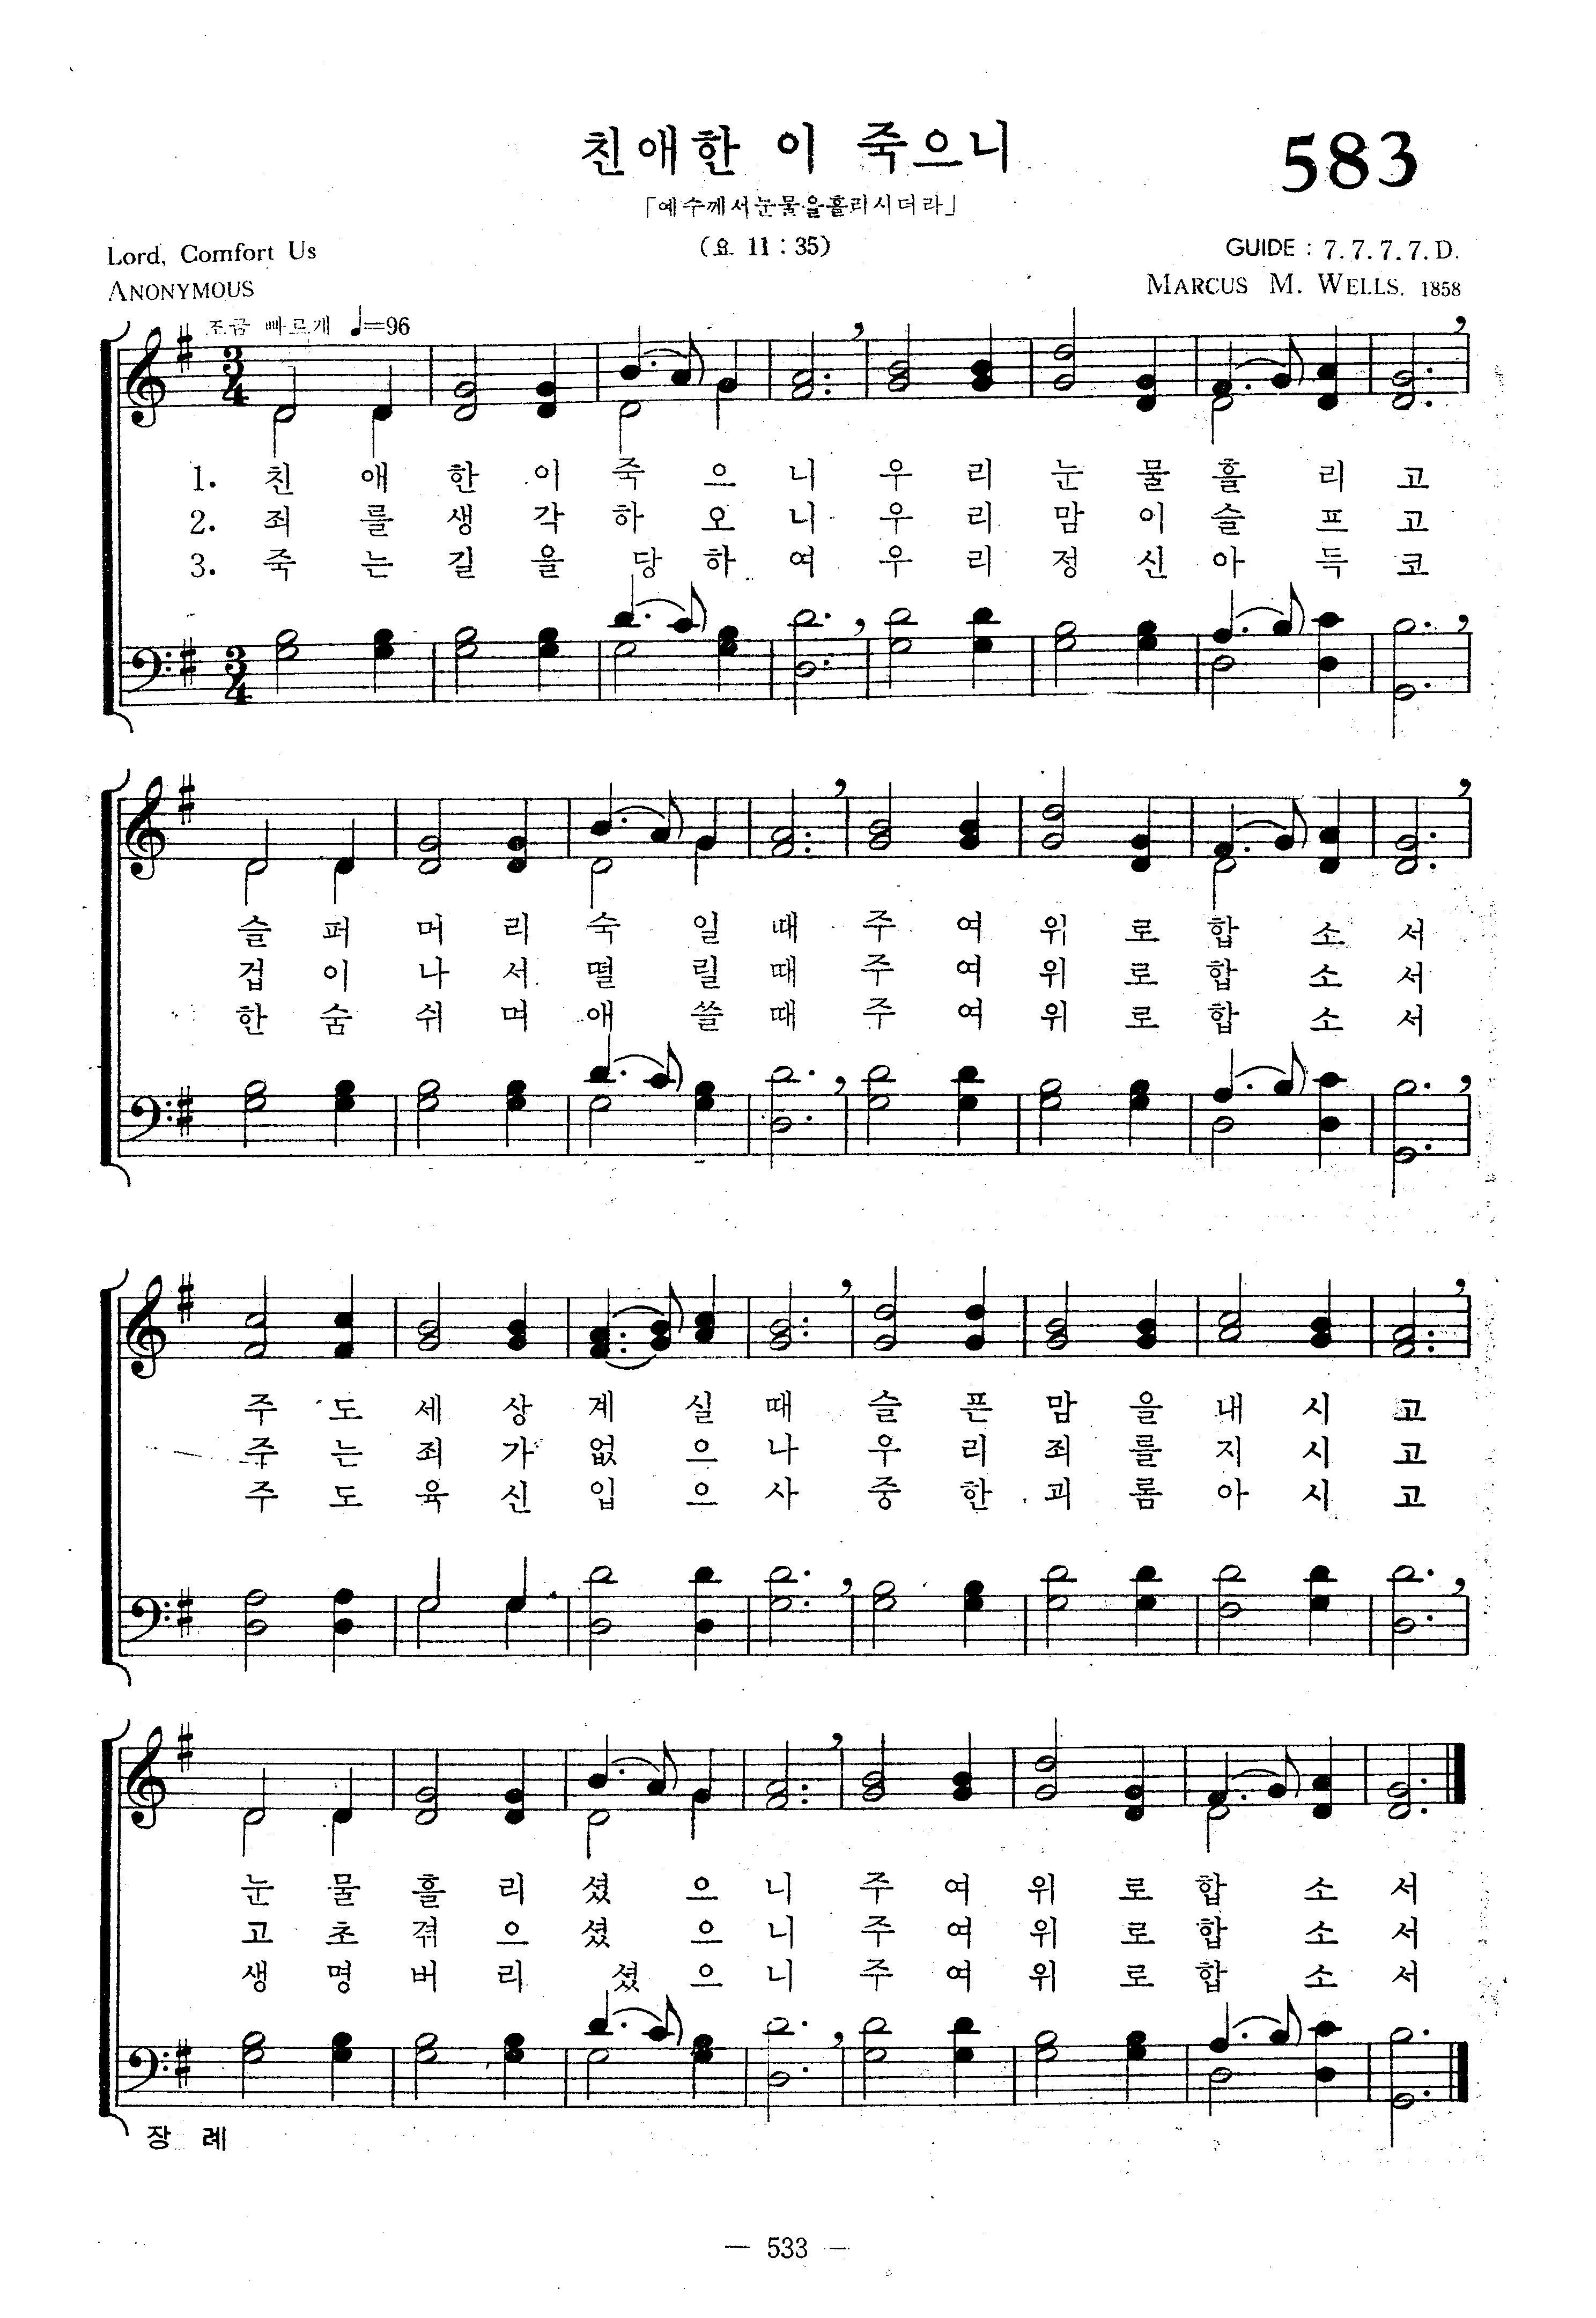 친애한 이 죽으니
583
「예수께서눈물을흘리시더라」
(요 11 : 35)
Lord, Comfort Us
GUIDE : 7. 7. 7. 7. D.
ANONYMOUS
MARCUS M. WELLS. 1858
조금 빠르게 ♩=96
1. 친 애 한 이 죽 으 니 우 리 눈 물 흘 리 고
2. 죄 를 생 각 하 오 니 우 리 맘 이 슬 프 고
3. 죽 는 길 을 당 하 여 우 리 정 신 아 득 코
슬 퍼 머 리 숙 일 때 주 여 위 로 합 소 서
겁 이 나 서 떨 릴 때 주 여 위 로 합 소 서
한 숨 쉬 며 애 쓸 때 주 여 위 로 합 소 서
주 도 세 상 계 실 때 슬 픈 맘 을 내 시 고
주 는 죄 가 없 으 나 우 리 죄 를 지 시 고
주 도 육 신 입 으 사 중 한 괴 롬 아 시 고
눈 물 흘 리 셨 으 니 주 여 위 로 합 소 서
고 초 겪 으 셨 으 니 주 여 위 로 합 소 서
생 명 버 리 셨 으 니 주 여 위 로 합 소 서
장 례
— 533 —